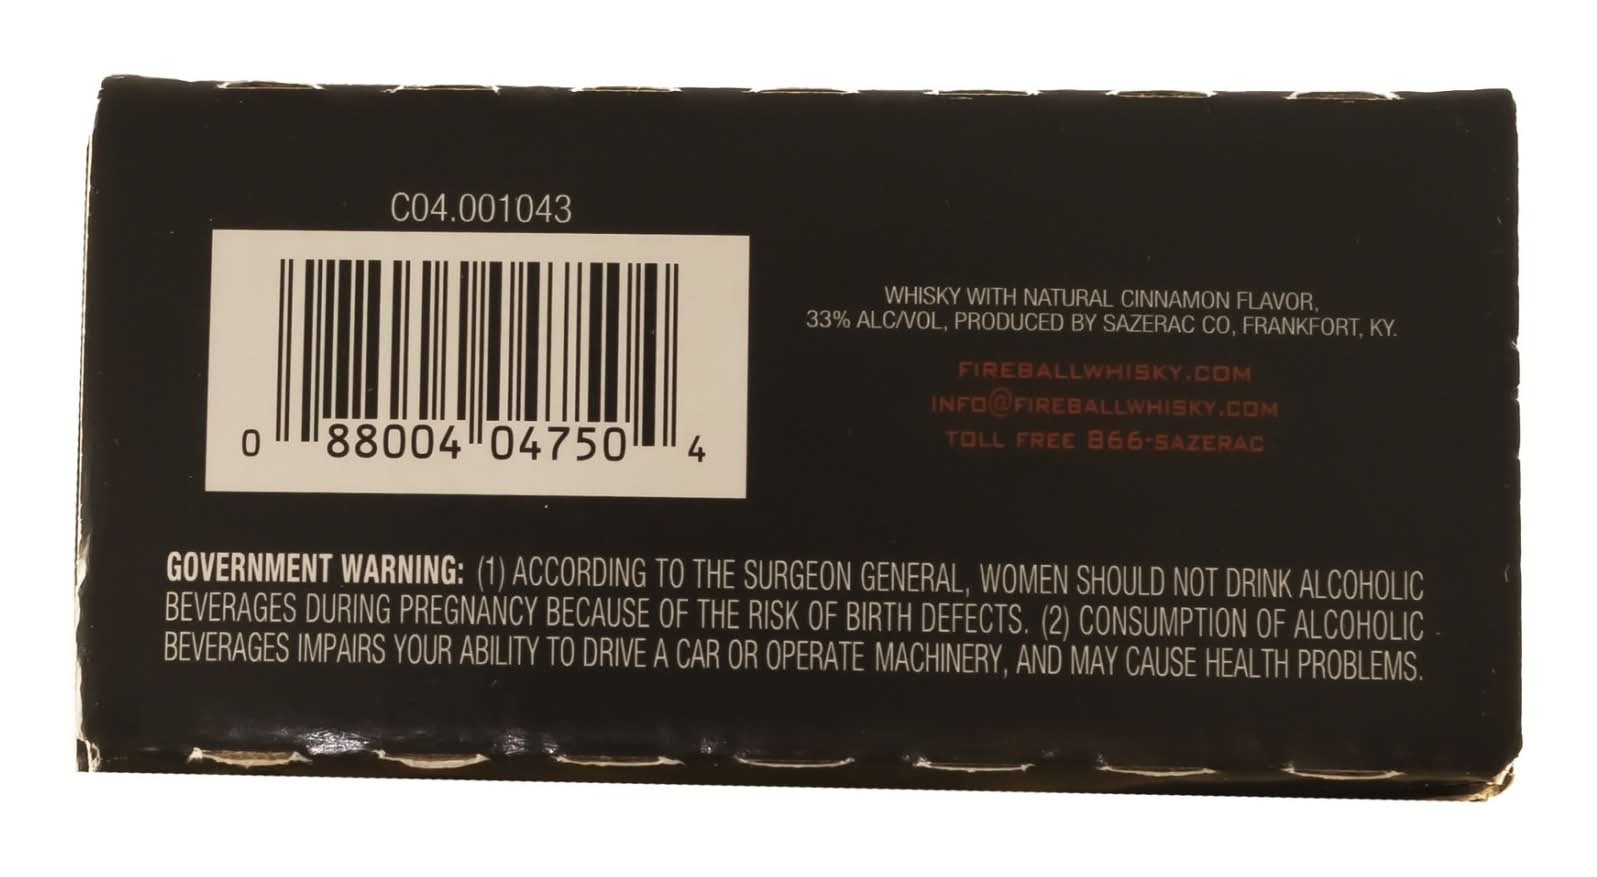 C04.001043
0 88004 04750 4
WHISKY WITH NATURAL CINNAMON FLAVOR,
33% ALC/VOL, PRODUCED BY SAZERAC CO, FRANKFORT, KY.
FIREBALLWHISKY.COM
INFO@FIREBALLWHISKY.COM
TOLL FREE 866-SAZERAC
GOVERNMENT WARNING: (1) ACCORDING TO THE SURGEON GENERAL, WOMEN SHOULD NOT DRINK ALCOHOLIC
BEVERAGES DURING PREGNANCY BECAUSE OF THE RISK OF BIRTH DEFECTS. (2) CONSUMPTION OF ALCOHOLIC
BEVERAGES IMPAIRS YOUR ABILITY TO DRIVE A CAR OR OPERATE MACHINERY, AND MAY CAUSE HEALTH PROBLEMS.